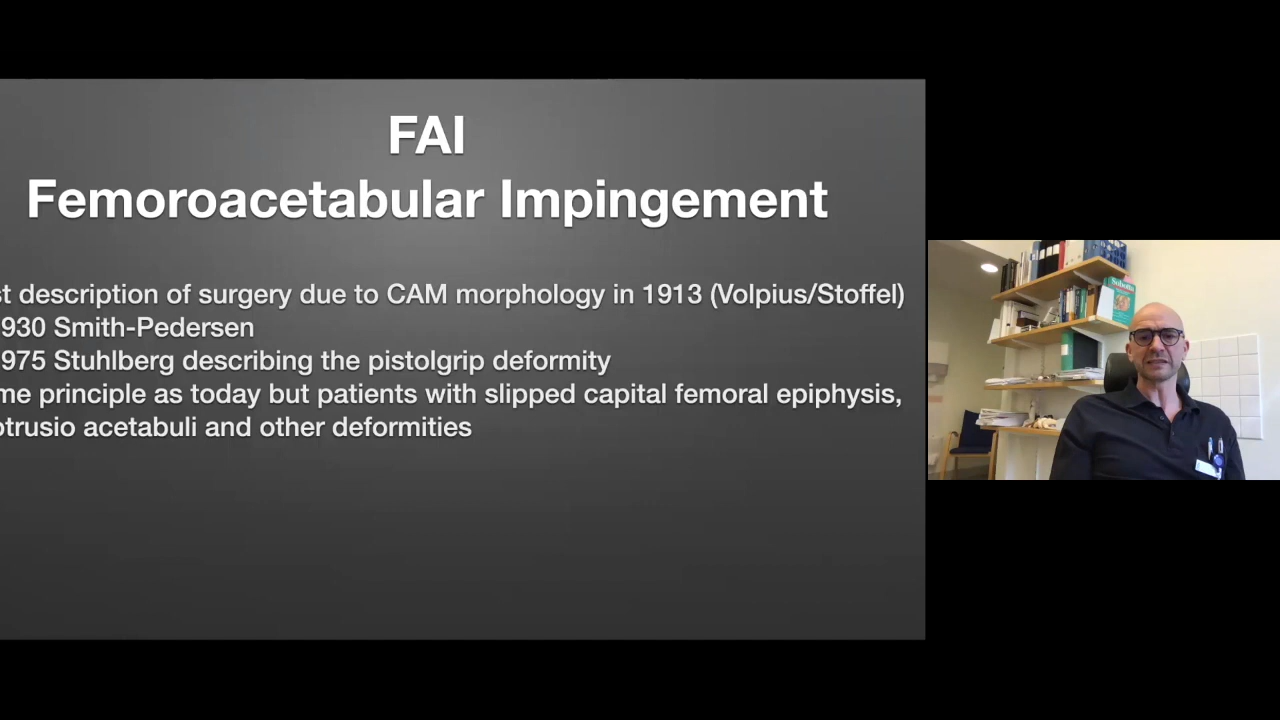 FAI
Femoroacetabular Impingement
st description of surgery due to CAM morphology in 1913 (Volpius/Stoffel)
930 Smith-Pedersen
975 Stuhlberg describing the pistolgrip deformity
me principle as today but patients with slipped capital femoral epiphysis,
otrusio acetabuli and other deformities
Sobotta